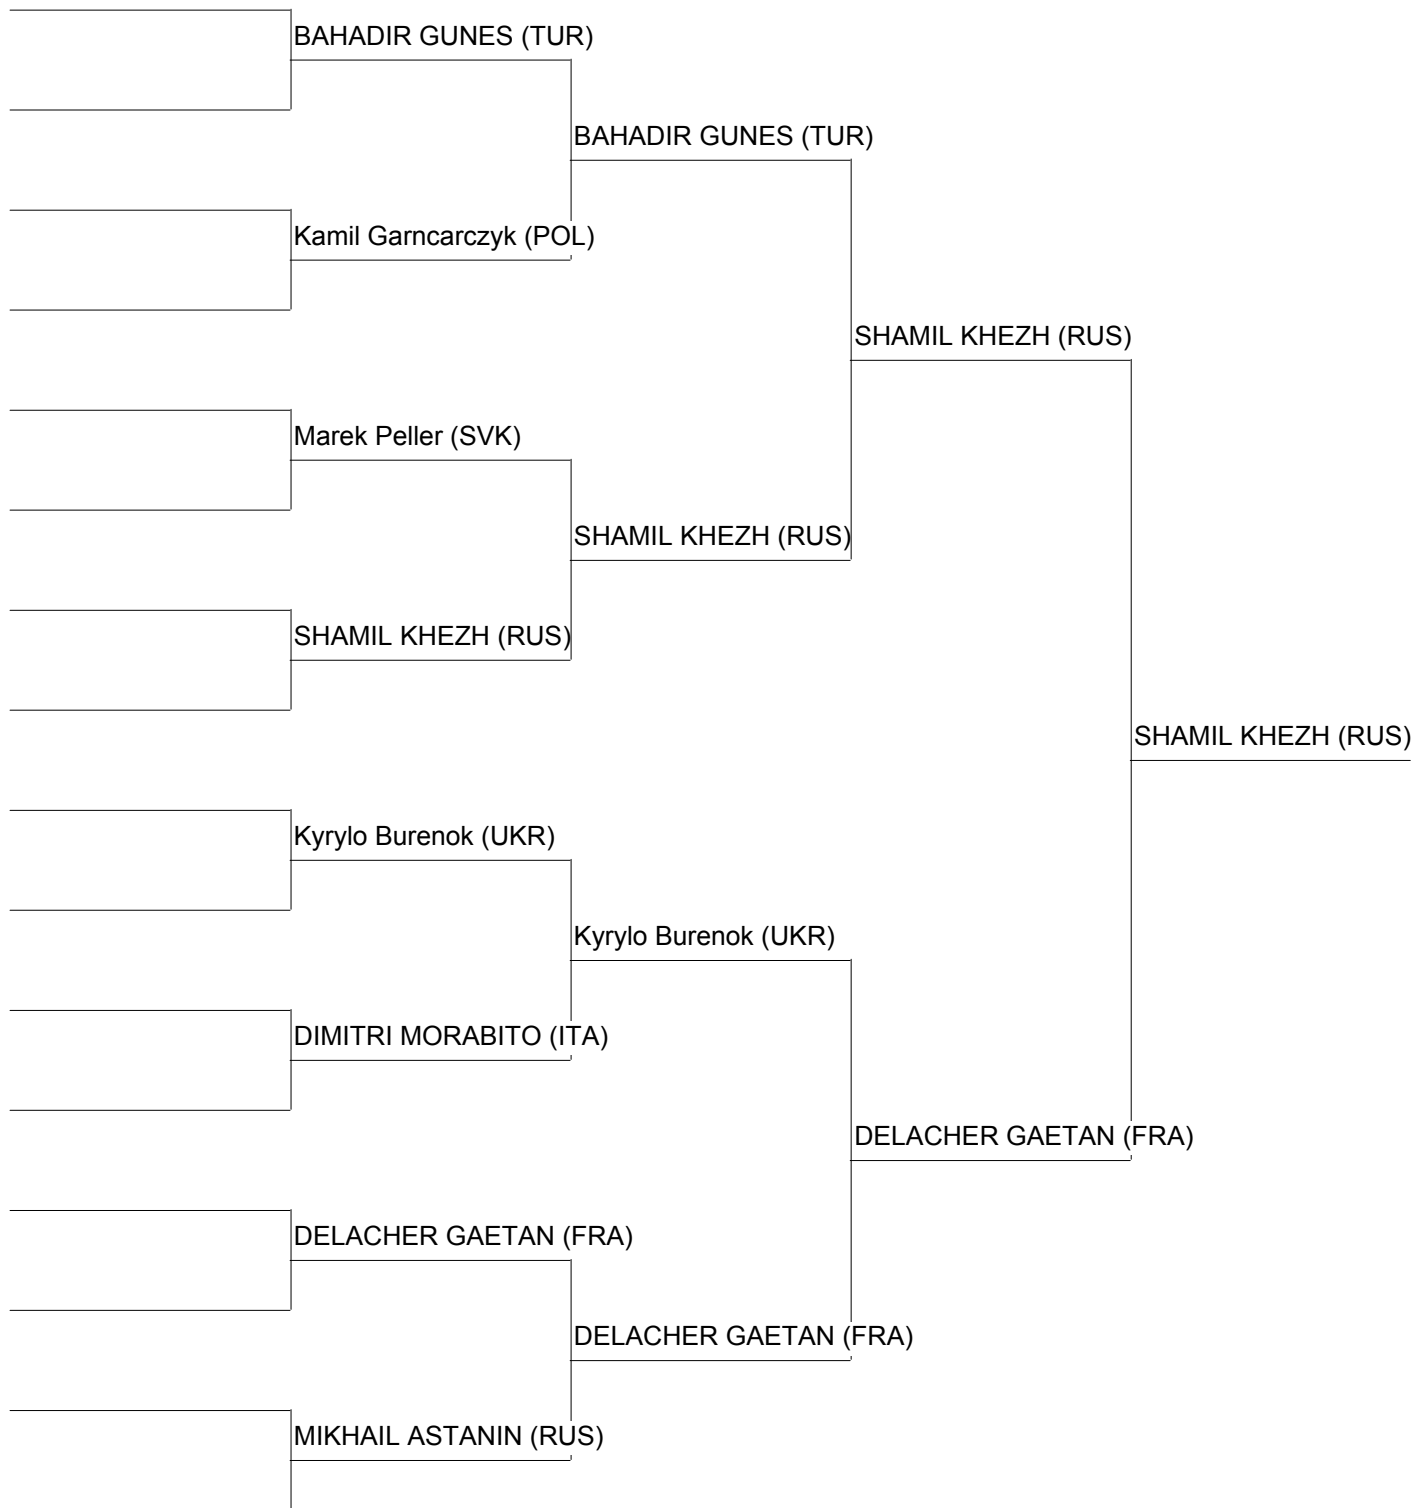 BAHADIR GUNES (TUR)
BAHADIR GUNES (TUR)
Kamil Garncarczyk (POL)
SHAMIL KHEZH (RUS)
Marek Peller (SVK)
SHAMIL KHEZH (RUS)
SHAMIL KHEZH (RUS)
SHAMIL KHEZH (RUS)
Kyrylo Burenok (UKR)
Kyrylo Burenok (UKR)
DIMITRI MORABITO (ITA)
DELACHER GAETAN (FRA)
DELACHER GAETAN (FRA)
DELACHER GAETAN (FRA)
MIKHAIL ASTANIN (RUS)